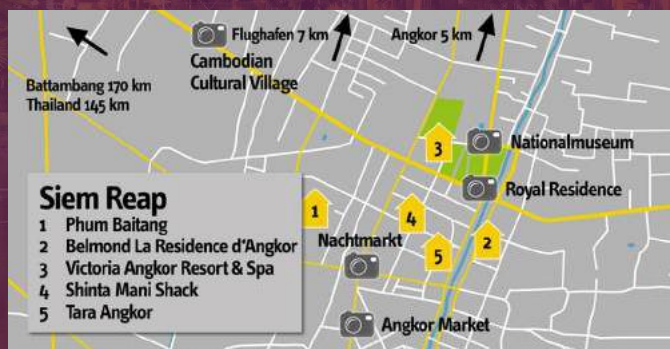 Flughafen 7 km
Angkor 5 km
Cambodian
Cultural Village
Battambang 170 km
Thailand 145 km
3
Nationalmuseum
Royal Residence
Siem Reap
1 Phum Baitang
2 Belmond La Residence d'Angkor
3 Victoria Angkor Resort & Spa
4 Shinta Mani Shack
5 Tara Angkor
1
4
2
5
Nachtmarkt
Angkor Market